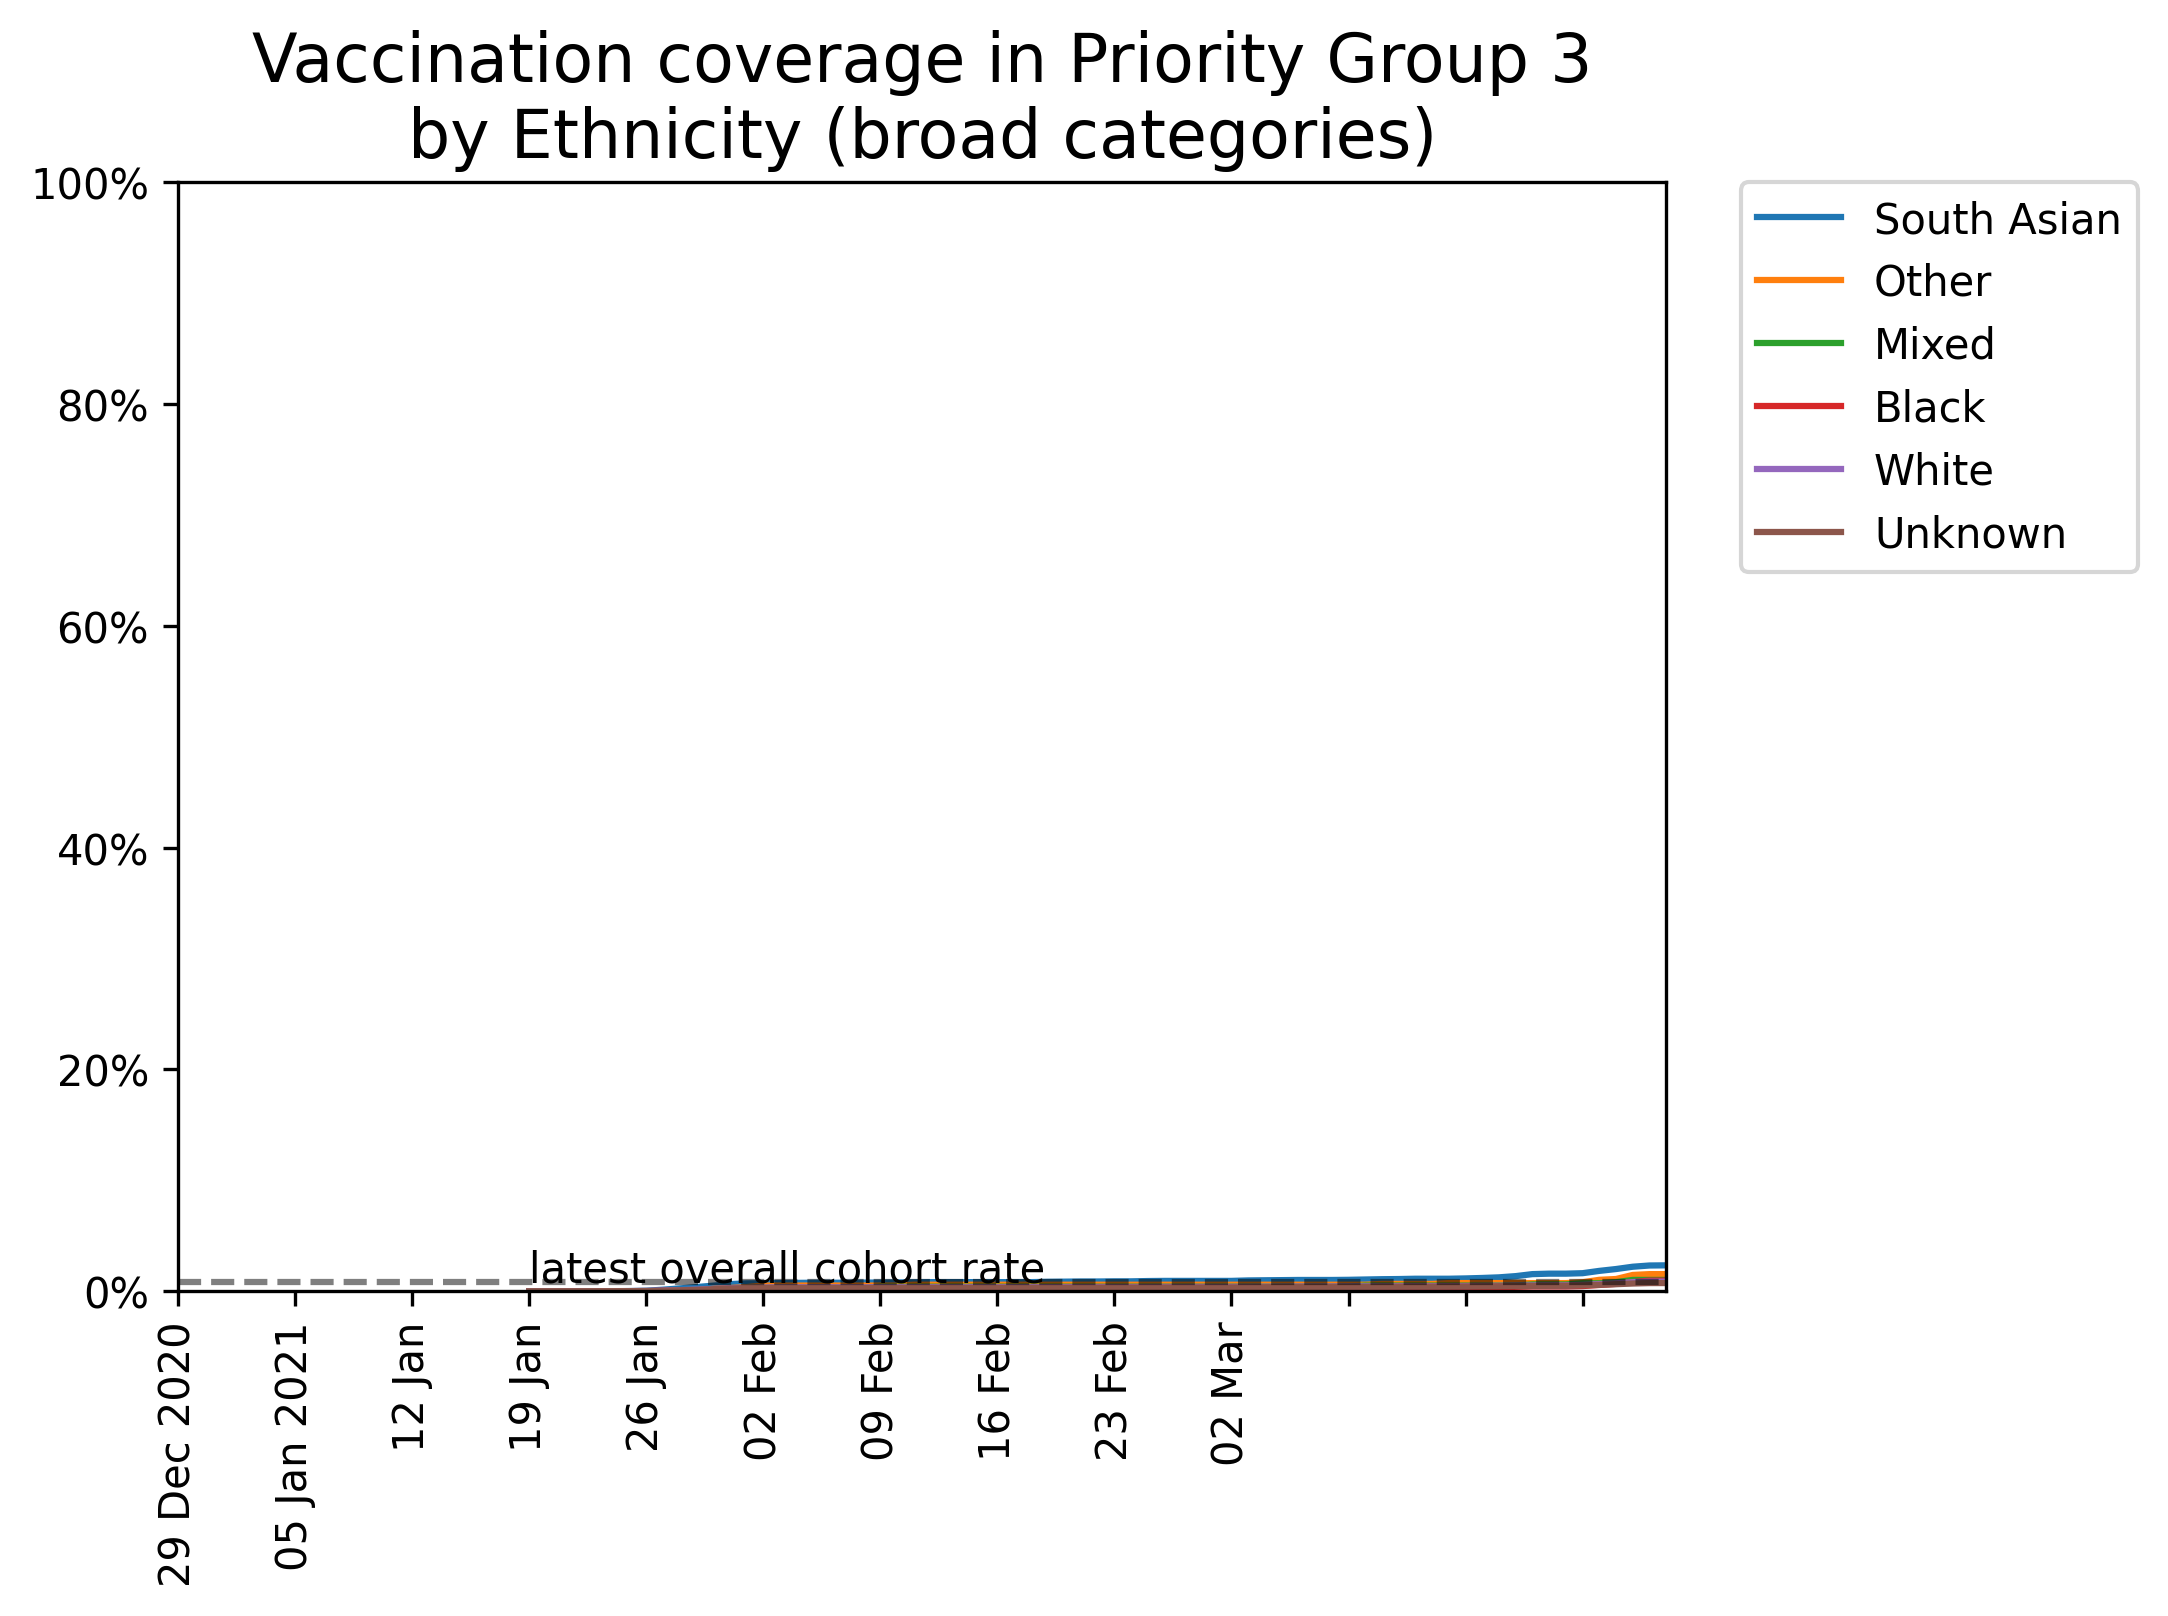 Vaccination coverage in Priority Group 3
by Ethnicity (broad categories)
100%
80%
60%
40%
20%
0%
latest overall cohort rate
29 Dec 2020
05 Jan 2021
12 Jan
19 Jan
26 Jan
02 Feb
09 Feb
16 Feb
23 Feb
02 Mar
South Asian
Other
Mixed
Black
White
Unknown